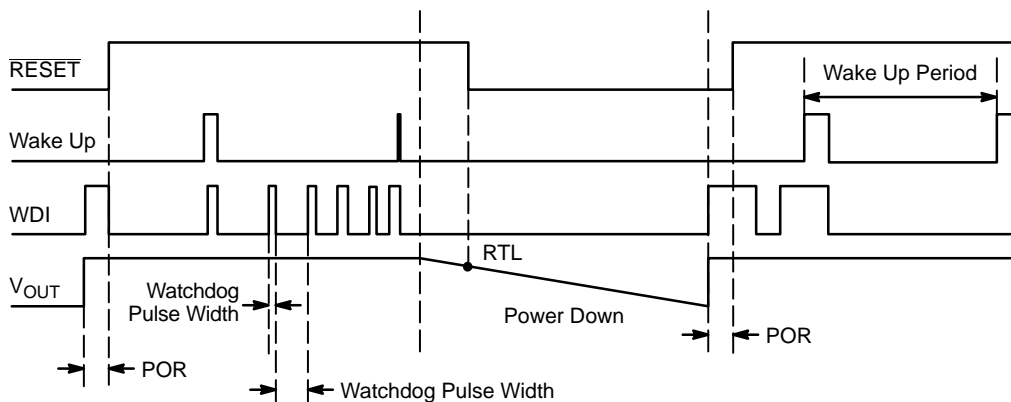 RESET
Wake Up Period
Wake Up
WDI
RTL
VOUT
Watchdog
Pulse Width
Power Down
POR
POR
Watchdog Pulse Width